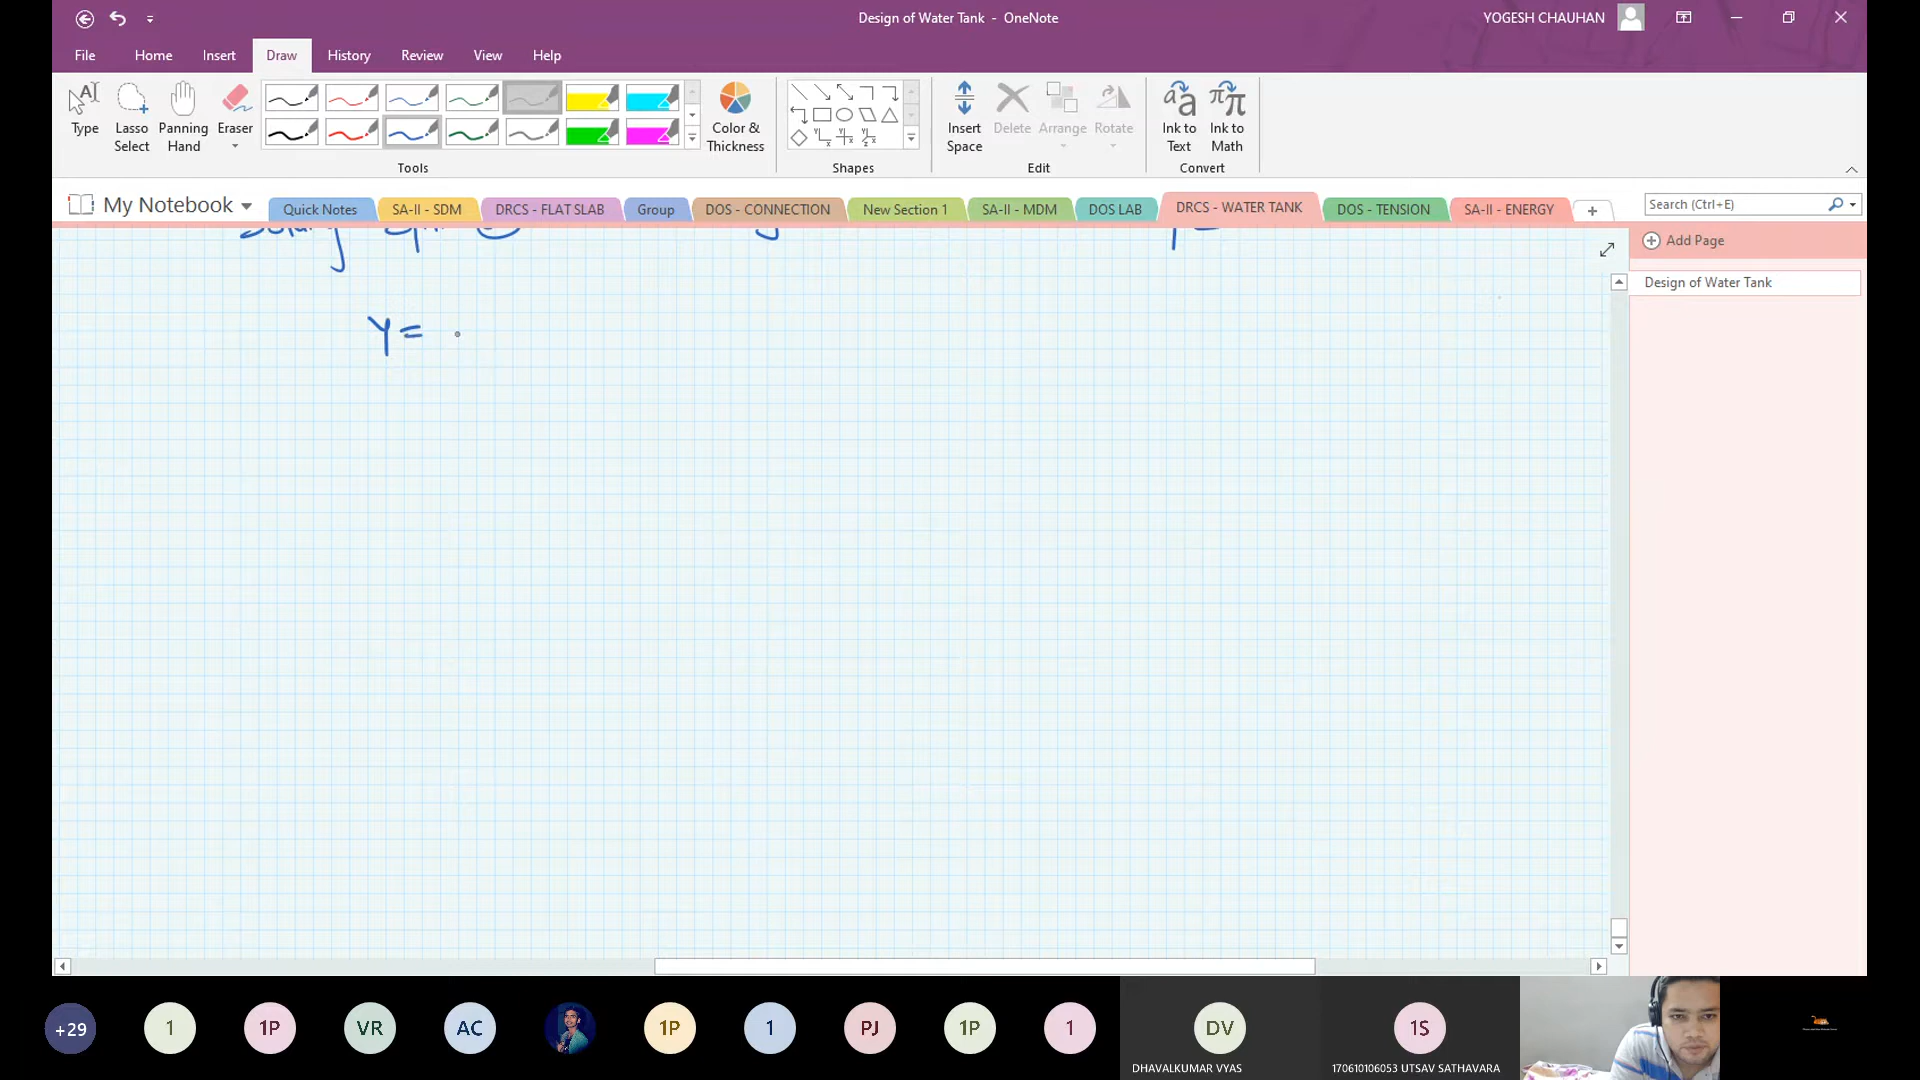 Design of Water Tank - OneNote
YOGESH CHAUHAN
File Home Insert Draw History Review View Help
Type
Lasso Select
Panning Hand
Eraser
Color & Thickness
Insert Space
Delete
Arrange
Rotate
Ink to Text
Ink to Math
Tools
Shapes
Edit
Convert
My Notebook
Quick Notes
SA-II - SDM
DRCS - FLAT SLAB
Group
DOS - CONNECTION
New Section 1
SA-II - MDM
DOS LAB
DRCS - WATER TANK
DOS - TENSION
SA-II - ENERGY
Search (Ctrl+E)
Add Page
Design of Water Tank
Y =
+29
1
1P
VR
AC
1P
1
PJ
1P
1
DV
1S
DHAVALKUMAR VYAS
170610106053 UTSAV SATHAVARA